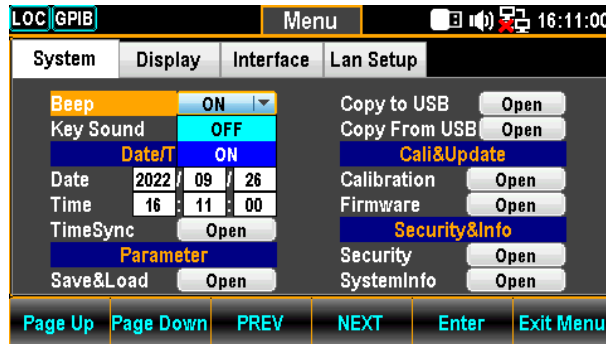 LOC GPIB Menu 16:11:00
System Display Interface Lan Setup
Beep ON Copy to USB Open
Key Sound OFF Copy From USB Open
Date/T ON Cali&Update
Date 2022 / 09 / 26 Calibration Open
Time 16 : 11 : 00 Firmware Open
TimeSync Open Security&Info
Parameter Security Open
Save&Load Open SystemInfo Open
Page Up Page Down PREV NEXT Enter Exit Menu